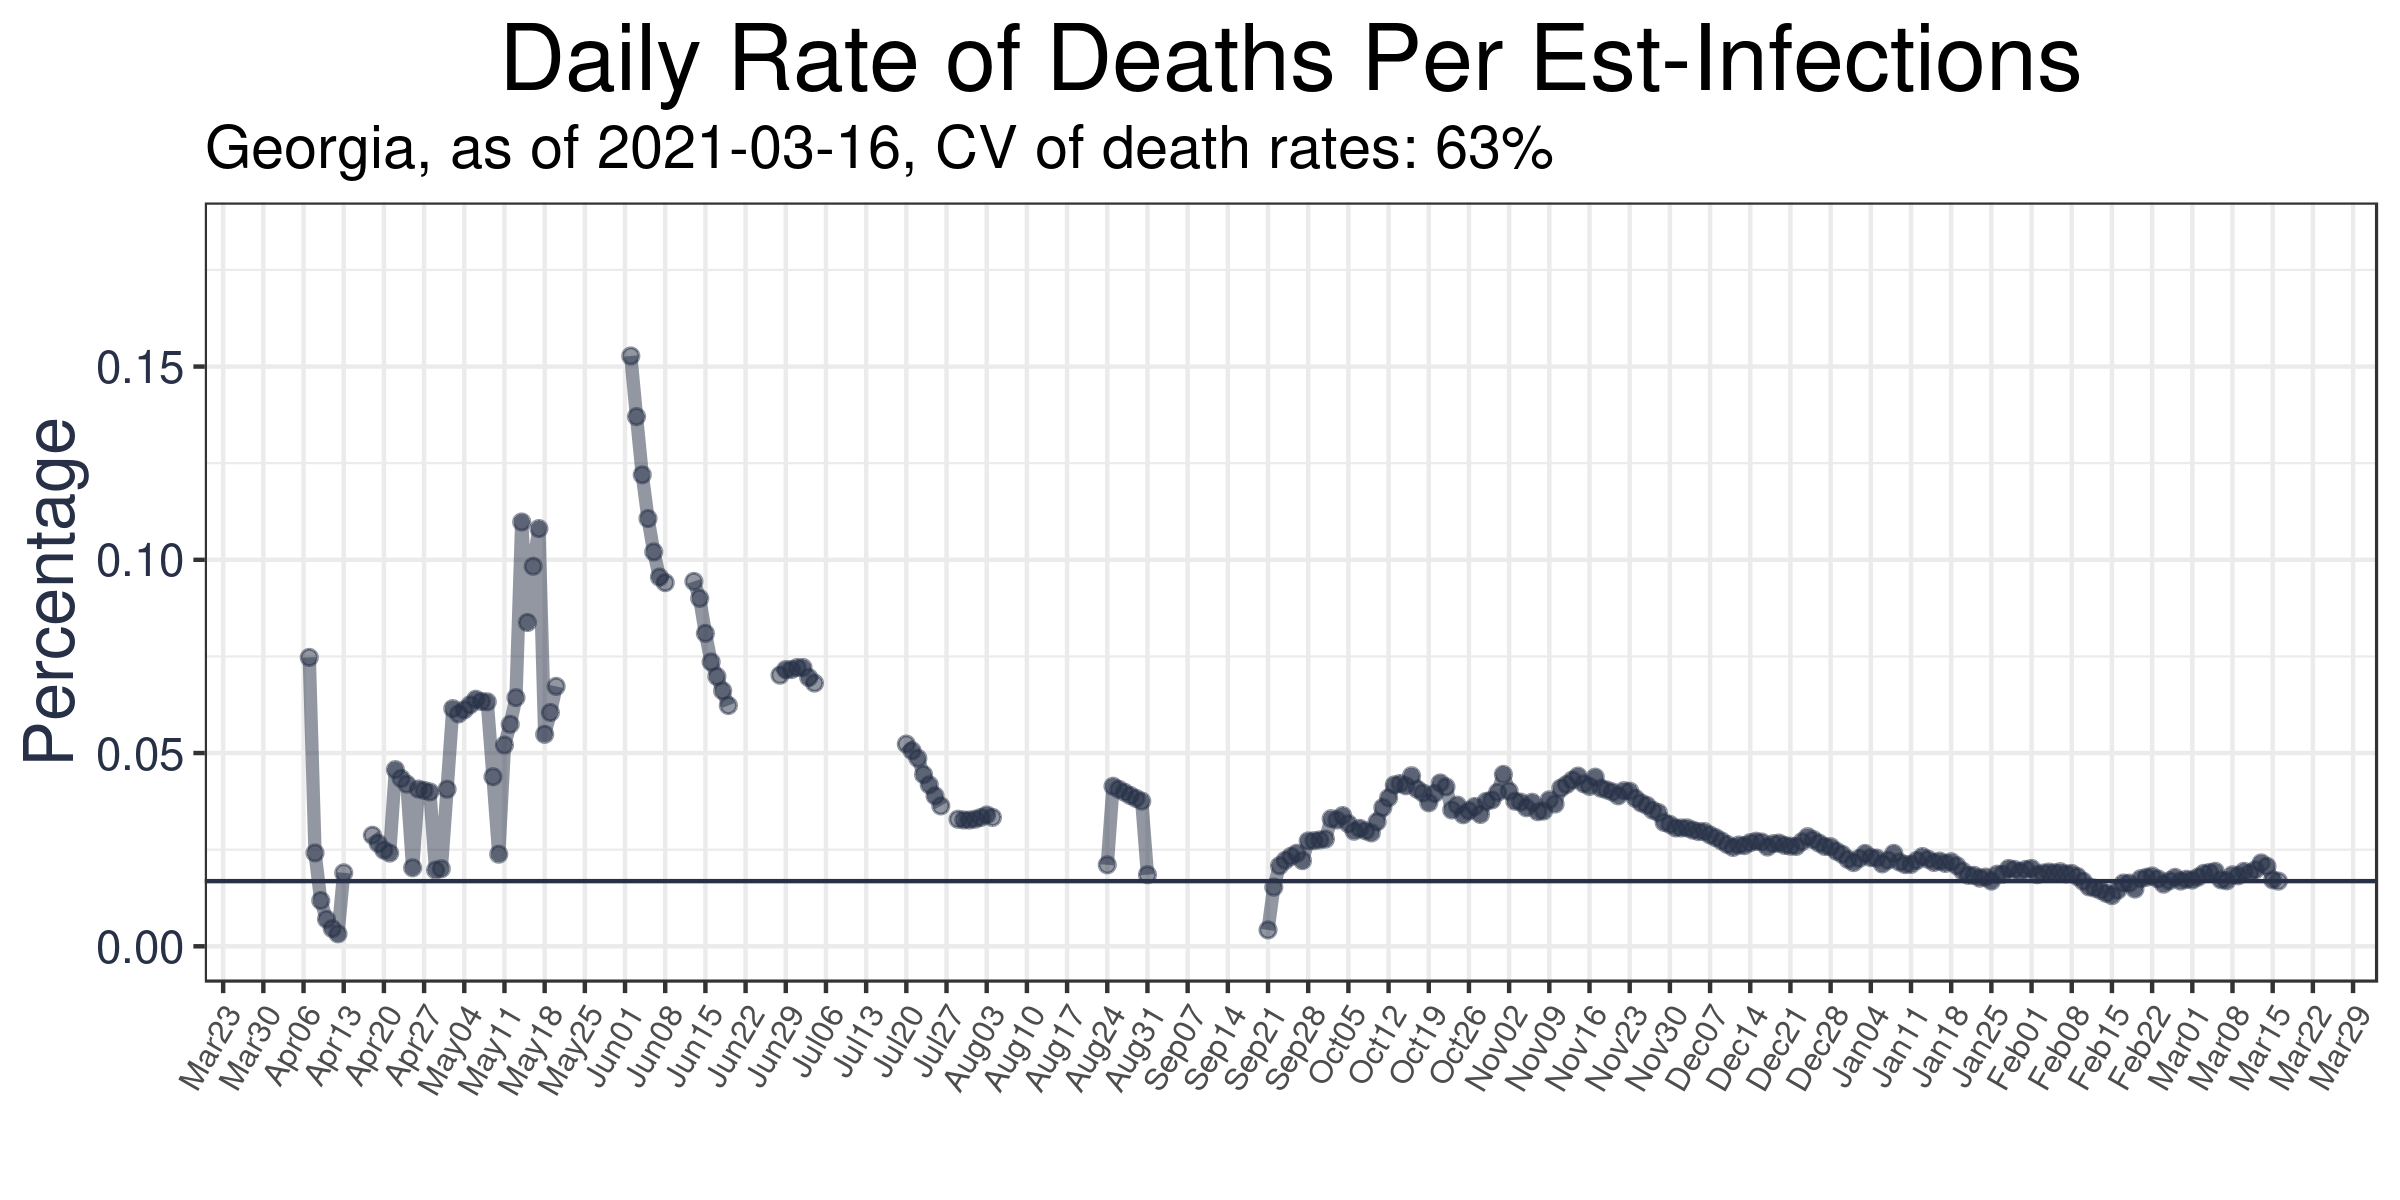 Daily Rate of Deaths Per Est-Infections
Georgia, as of 2021-03-16, CV of death rates: 63%
Percentage
0.15
0.10
0.05
0.00
Mar23 Mar30 Apr06 Apr13 Apr20 Apr27 May04 May11 May18 May25 Jun01 Jun08 Jun15 Jun22 Jun29 Jul06 Jul13 Jul20 Jul27 Aug03 Aug10 Aug17 Aug24 Aug31 Sep07 Sep14 Sep21 Sep28 Oct05 Oct12 Oct19 Oct26 Nov02 Nov09 Nov16 Nov23 Nov30 Dec07 Dec14 Dec21 Dec28 Jan04 Jan11 Jan18 Jan25 Feb01 Feb08 Feb15 Feb22 Mar01 Mar08 Mar15 Mar22 Mar29